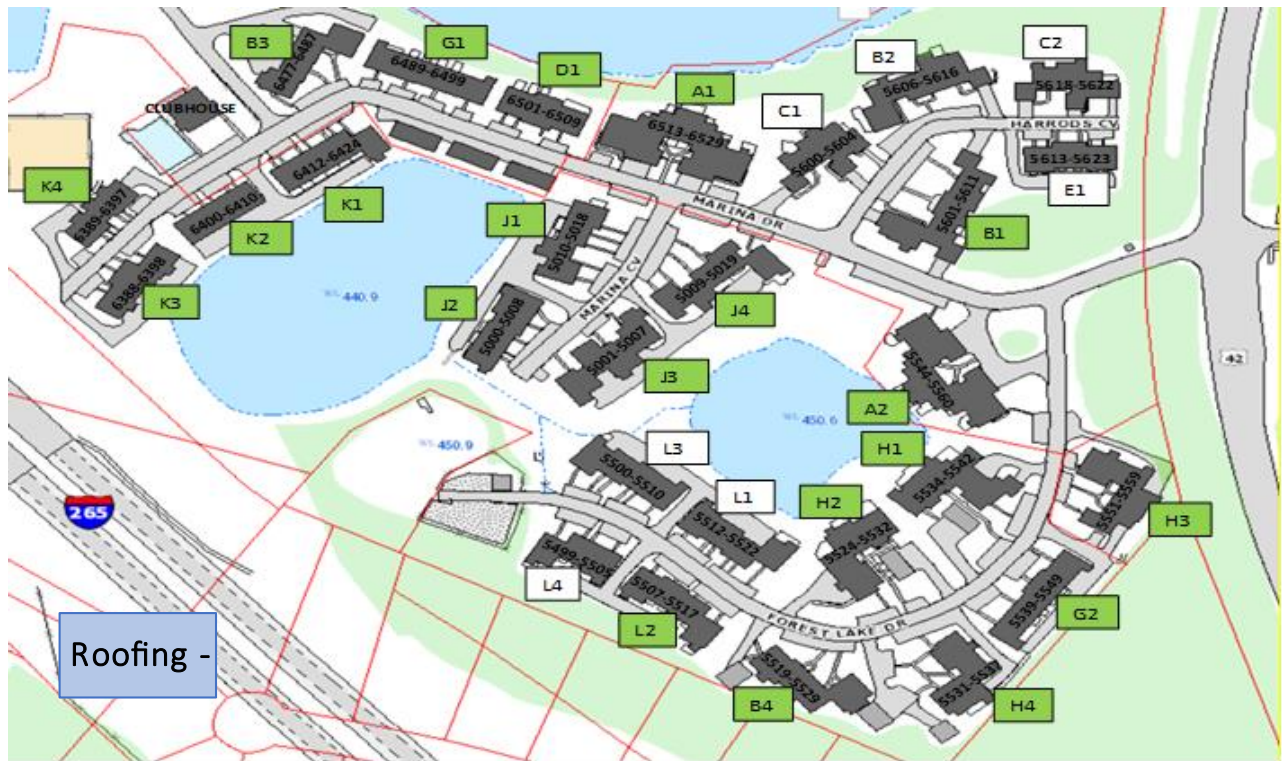 B3
G1
D1
A1
B2
C2
C1
6477-6487
6489-6499
6501-6509
6513-6529
5606-5616
5618-5622
CLUBHOUSE
5600-5604
HARRODS CV
5613-5623
E1
6412-6424
K4
6389-6397
6400-6410
K1
K2
J1
5010-5018
MARINA DR
5601-5611
B1
6388-6398
K3
440.9
J2
MARINA CV
5009-5019
J4
5000-5008
5001-5007
J3
5544-5560
42
A2
450.6
450.9
L3
H1
5500-5510
5534-5542
L1
H2
5551-5559
H3
265
5512-5522
5524-5532
5499-5505
L4
5507-5517
5539-5549
G2
FOREST LAKE DR
L2
Roofing -
5519-5529
B4
5531-5537
H4